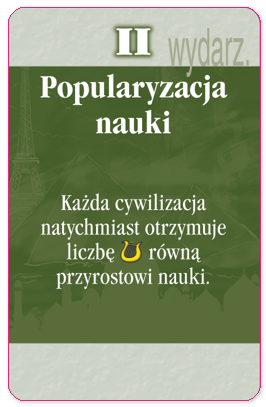 II
wydarz.
Popularyzacja
nauki
Każda cywilizacja
natychmiast otrzymuje
liczbę równą
przyrostowi nauki.